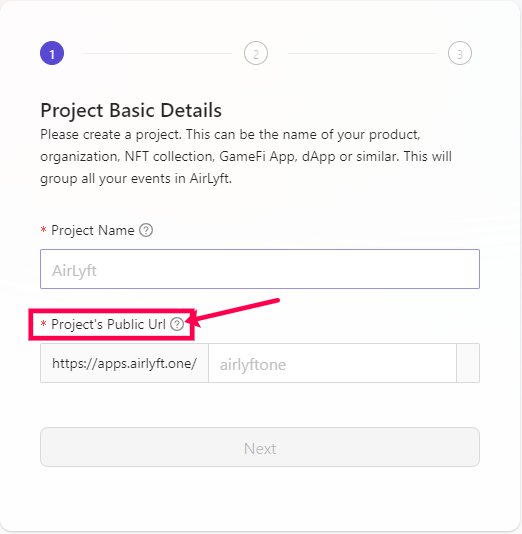 1 2 3
Project Basic Details
Please create a project. This can be the name of your product,
organization, NFT collection, GameFi App, dApp or similar. This will
group all your events in AirLyft.
* Project Name ?
AirLyft
* Project's Public Url ?
https://apps.airlyft.one/ airlyftone
Next